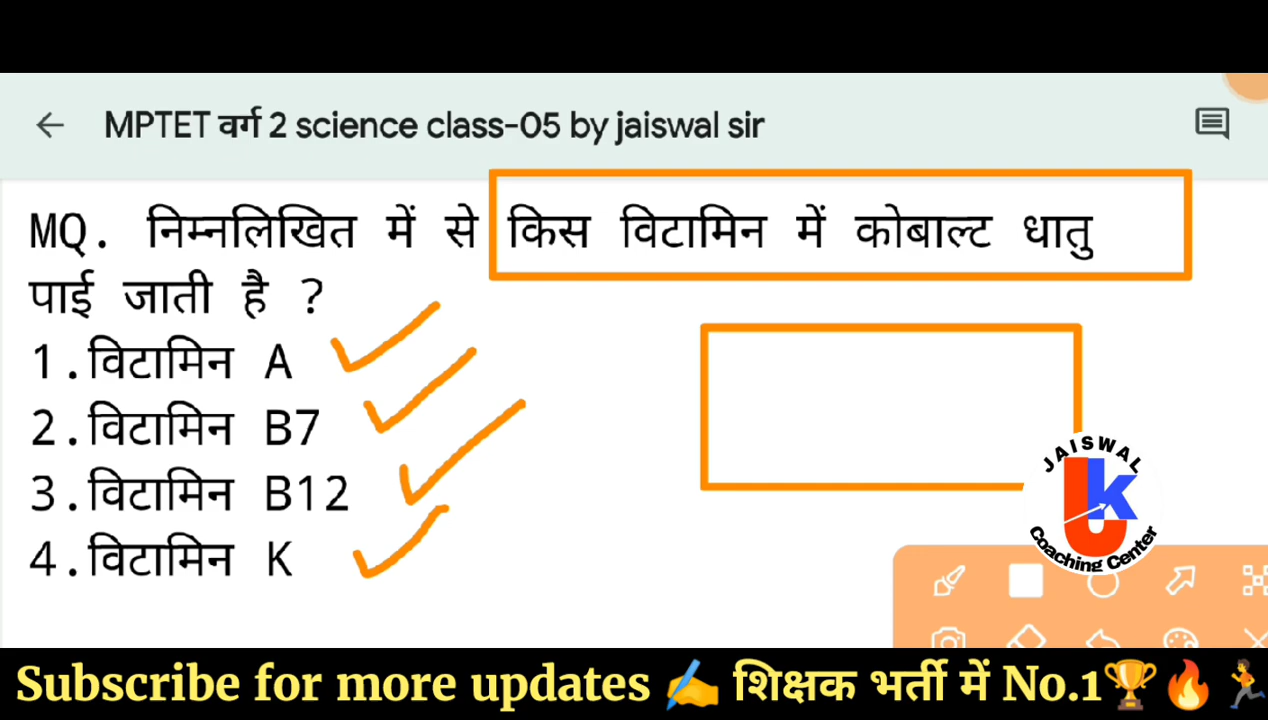 MPTET वर्ग 2 science class-05 by jaiswal sir
MQ. निम्नलिखित में से किस विटामिन में कोबाल्ट धातु
पाई जाती है ?
1.विटामिन A
2.विटामिन B7
3.विटामिन B12
4.विटामिन K
JAISWAL
UK
Coaching Center
Subscribe for more updates ✍️ शिक्षक भर्ती में No.1🏆🔥🏃